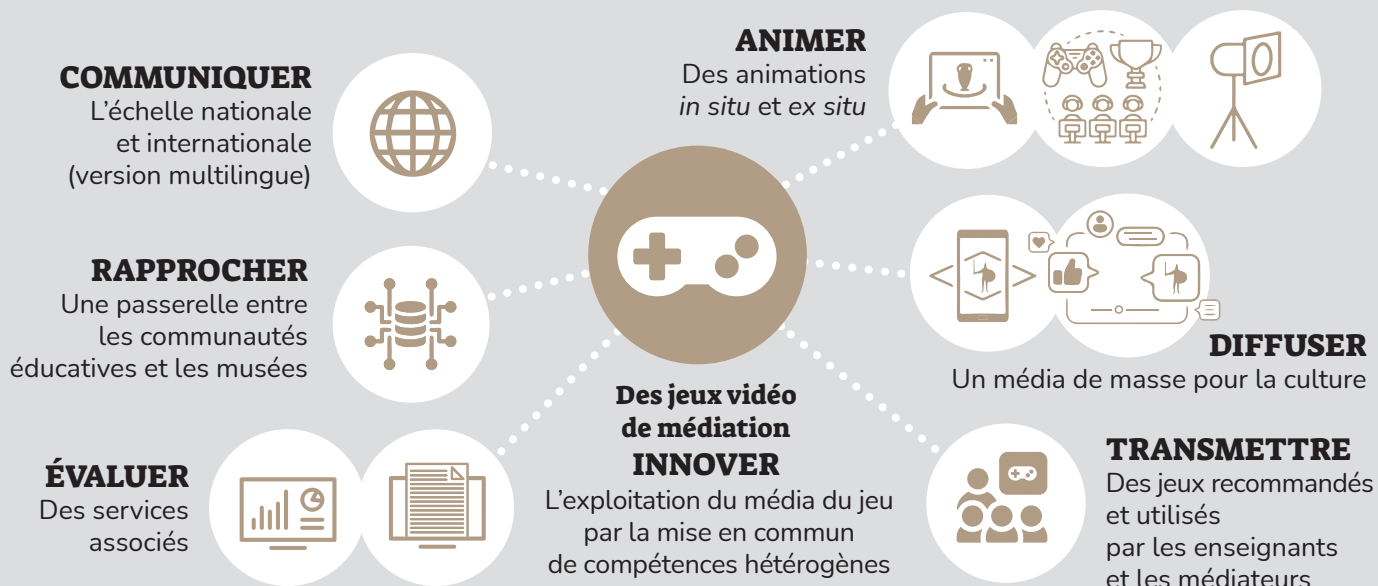 COMMUNIQUER
L'échelle nationale
et internationale
(version multilingue)
RAPPROCHER
Une passerelle entre
les communautés
éducatives et les musées
ÉVALUER
Des services
associés
Des jeux vidéo
de médiation
INNOVER
L'exploitation du média du jeu
par la mise en commun
de compétences hétérogènes
ANIMER
Des animations
in situ et ex situ
DIFFUSER
Un média de masse pour la culture
TRANSMETTRE
Des jeux recommandés
et utilisés
par les enseignants
et les médiateurs